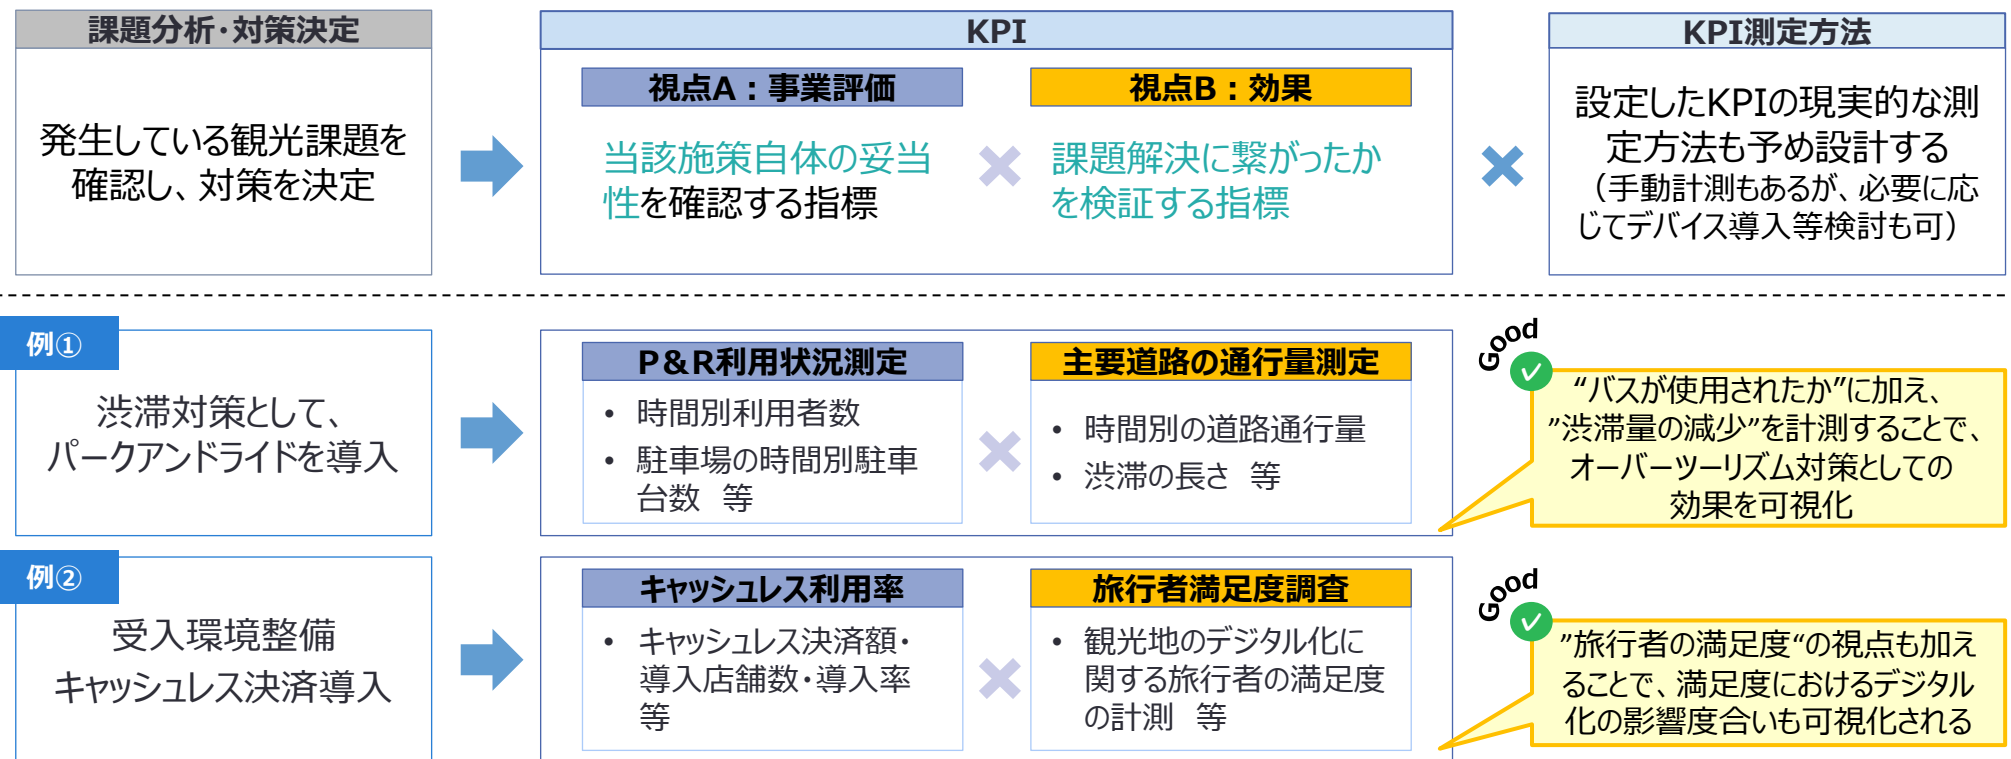 課題分析・対策決定
発生している観光課題を
確認し、対策を決定
KPI
視点A：事業評価
当該施策自体の妥当
性を確認する指標
視点B：効果
課題解決に繋がったか
を検証する指標
KPI測定方法
設定したKPIの現実的な測
定方法も予め設計する
（手動計測もあるが、必要に応
じてデバイス導入等検討も可）
例①
渋滞対策として、
パークアンドライドを導入
P&R利用状況測定
• 時間別利用者数
• 駐車場の時間別駐車
台数　等
主要道路の通行量測定
• 時間別の道路通行量
• 渋滞の長さ　等
Good
“バスが使用されたか”に加え、
”渋滞量の減少”を計測することで、
オーバーツーリズム対策としての
効果を可視化
例②
受入環境整備
キャッシュレス決済導入
キャッシュレス利用率
• キャッシュレス決済額・
導入店舗数・導入率
等
旅行者満足度調査
• 観光地のデジタル化に
関する旅行者の満足度
の計測　等
Good
”旅行者の満足度“の視点も加え
ることで、満足度におけるデジタル
化の影響度合いも可視化される